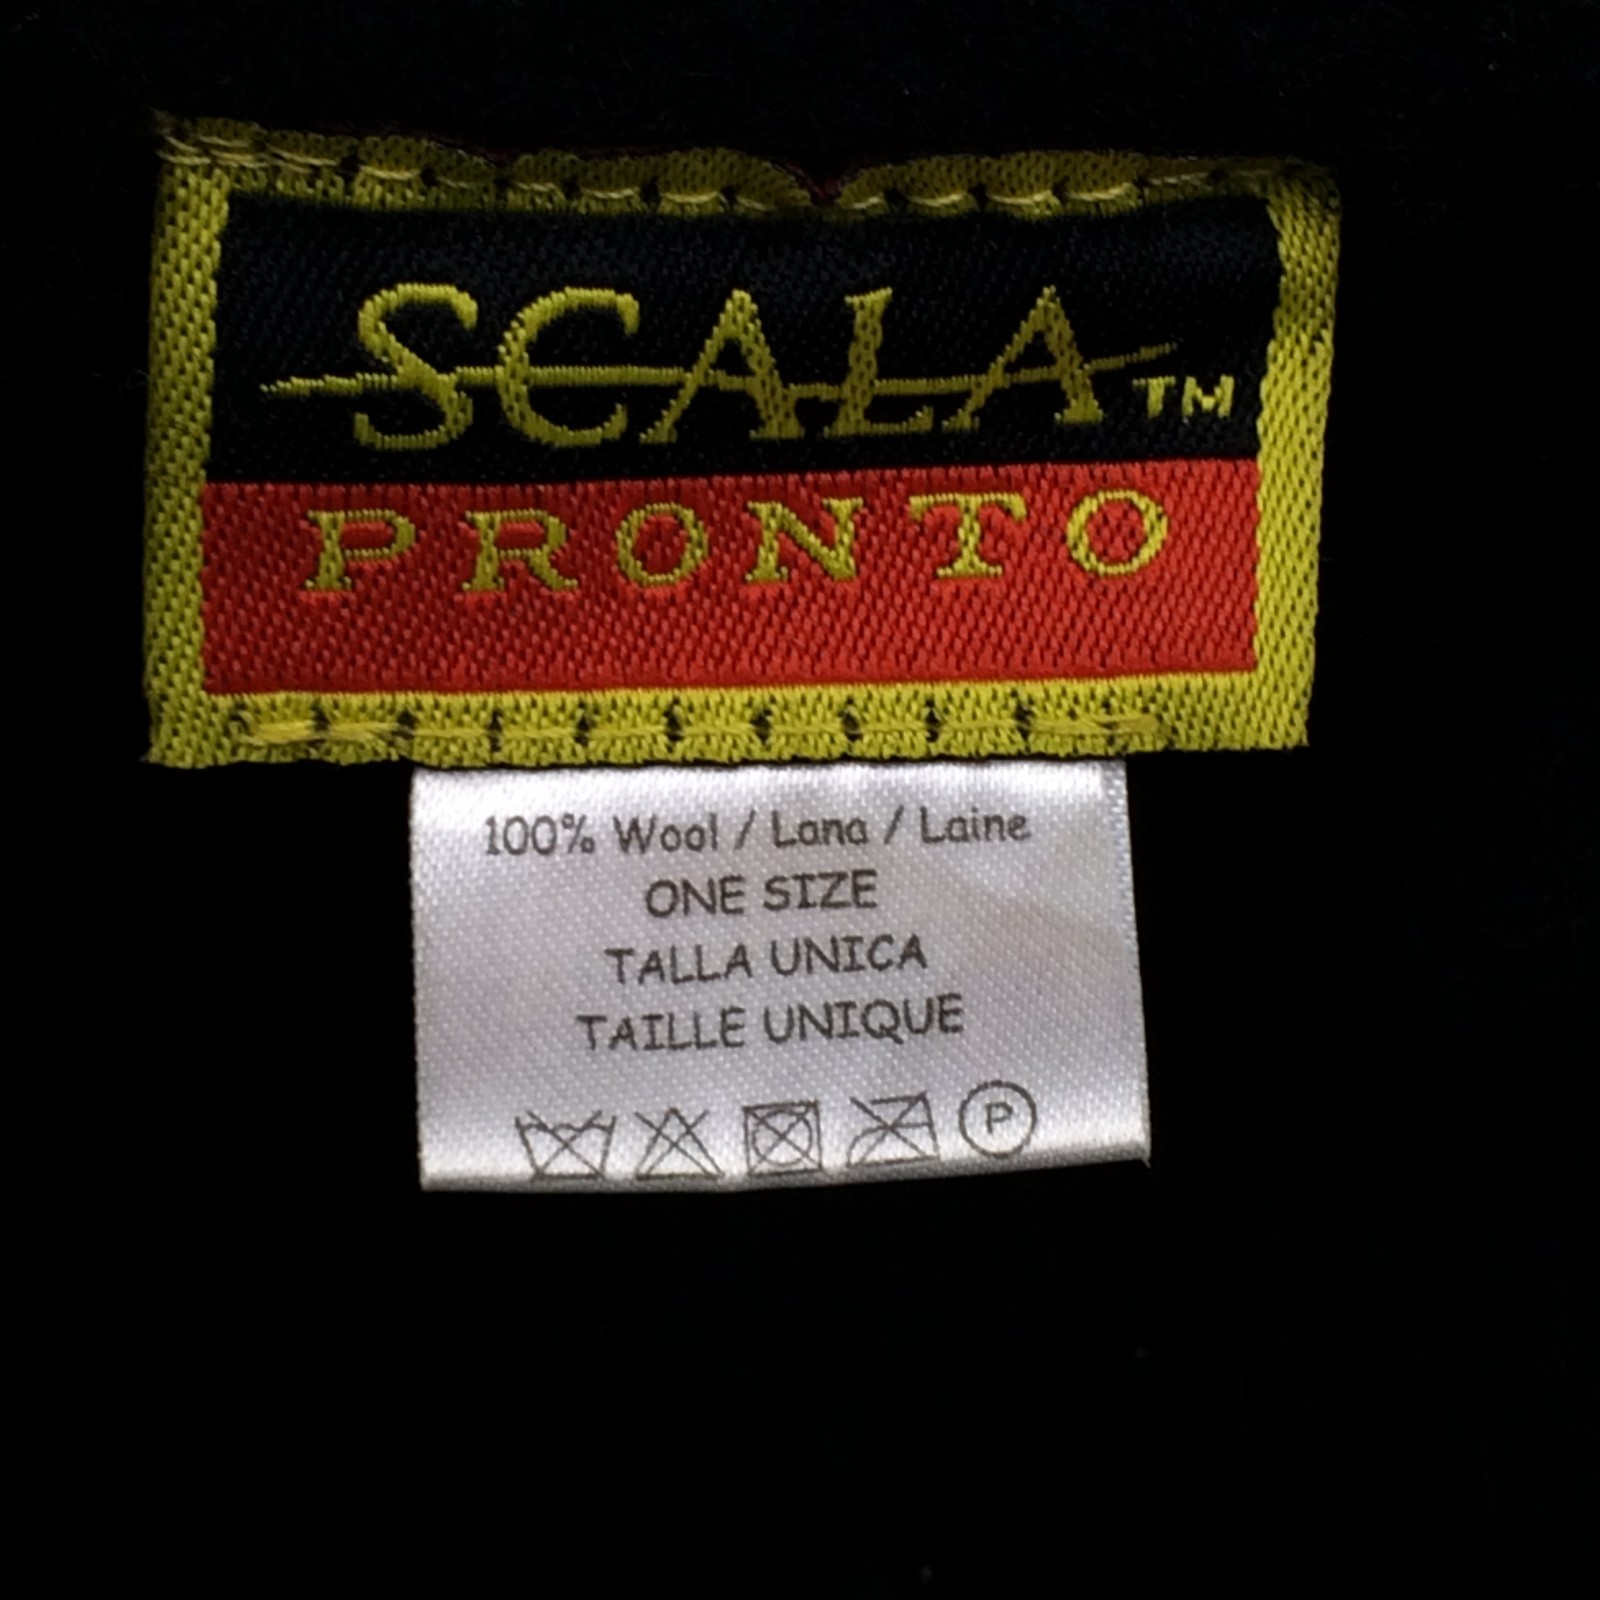 SCALA™
PRONTO
100% Wool / Lana / Laine
ONE SIZE
TALLA UNICA
TAILLE UNIQUE
P